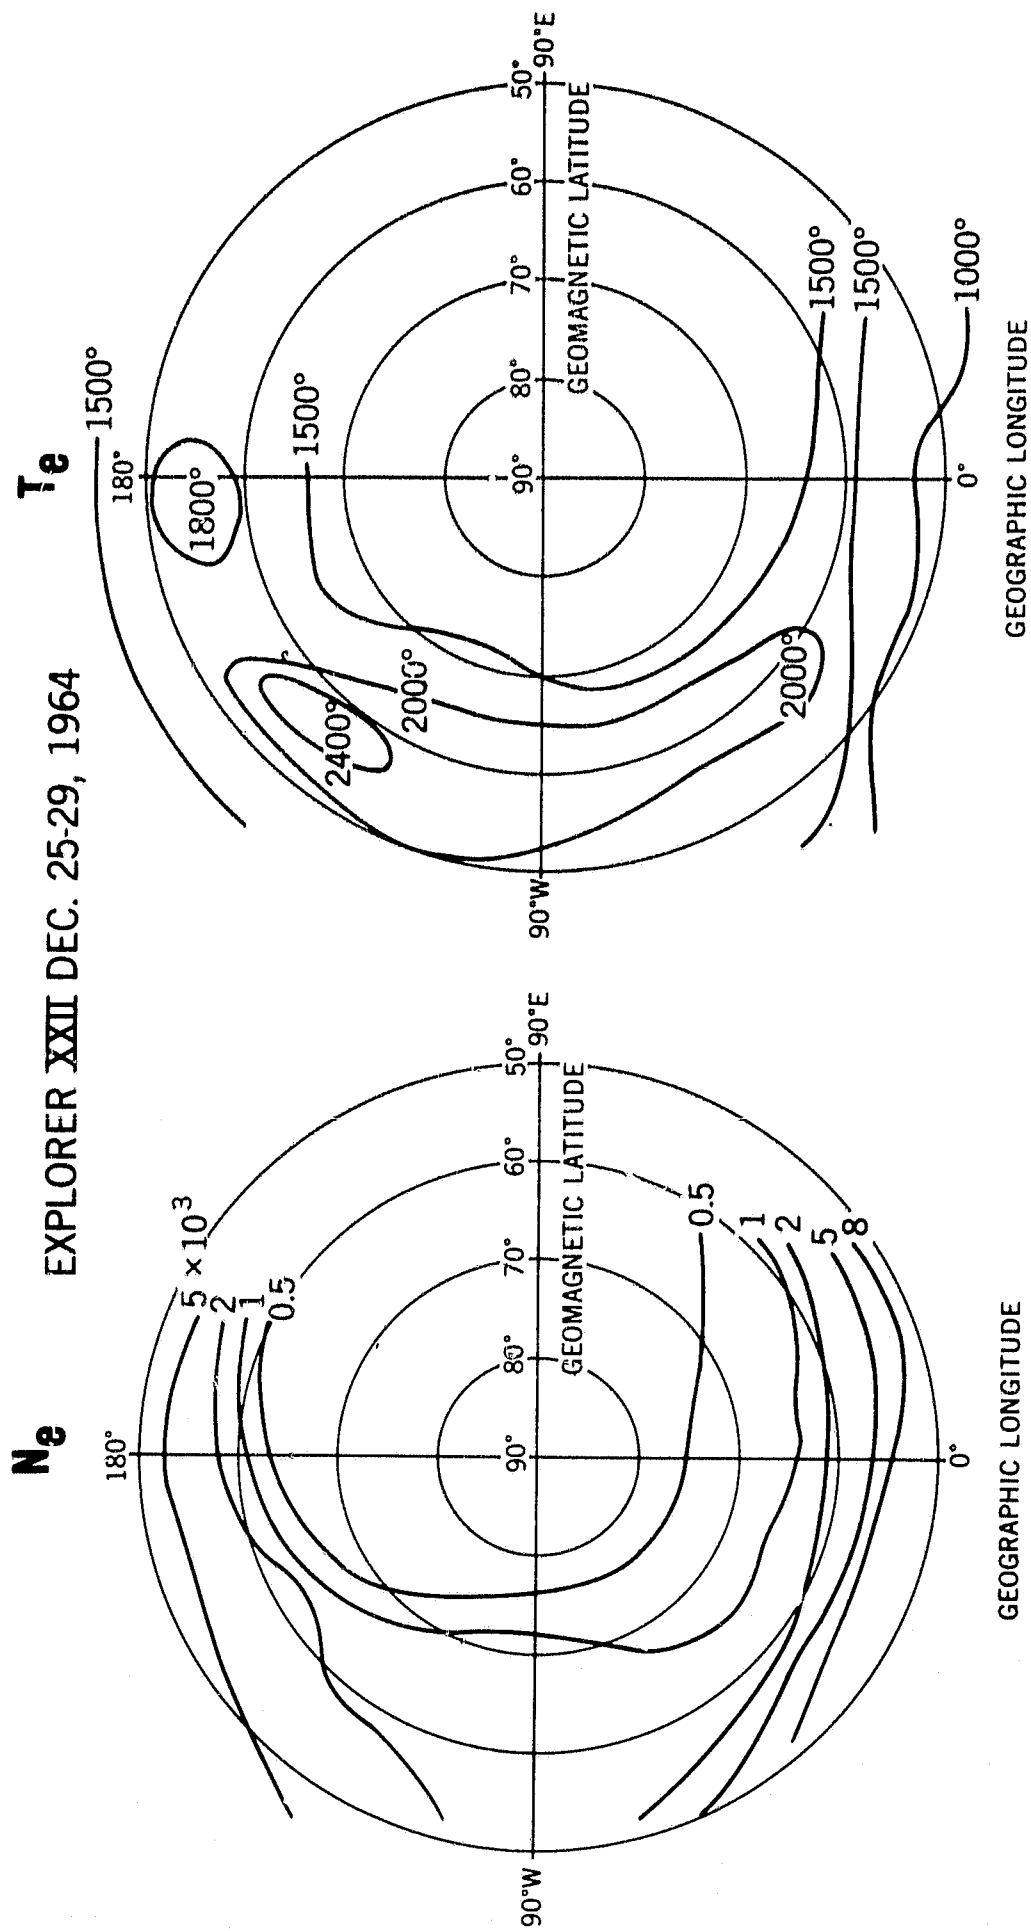 EXPLORER XXII DEC. 25-29, 1964
Ne
180°
5 × 10³
2
1
0.5
90°W
90°
80°
70°
60°
50°
90°E
GEOMAGNETIC LATITUDE
0.5
1
2
5
8
0°
GEOGRAPHIC LONGITUDE
Te
180°
1500°
1800°
1500°
2400°
2000°
90°W
90°
80°
70°
60°
50°
90°E
GEOMAGNETIC LATITUDE
2000°
1500°
1500°
1000°
0°
GEOGRAPHIC LONGITUDE